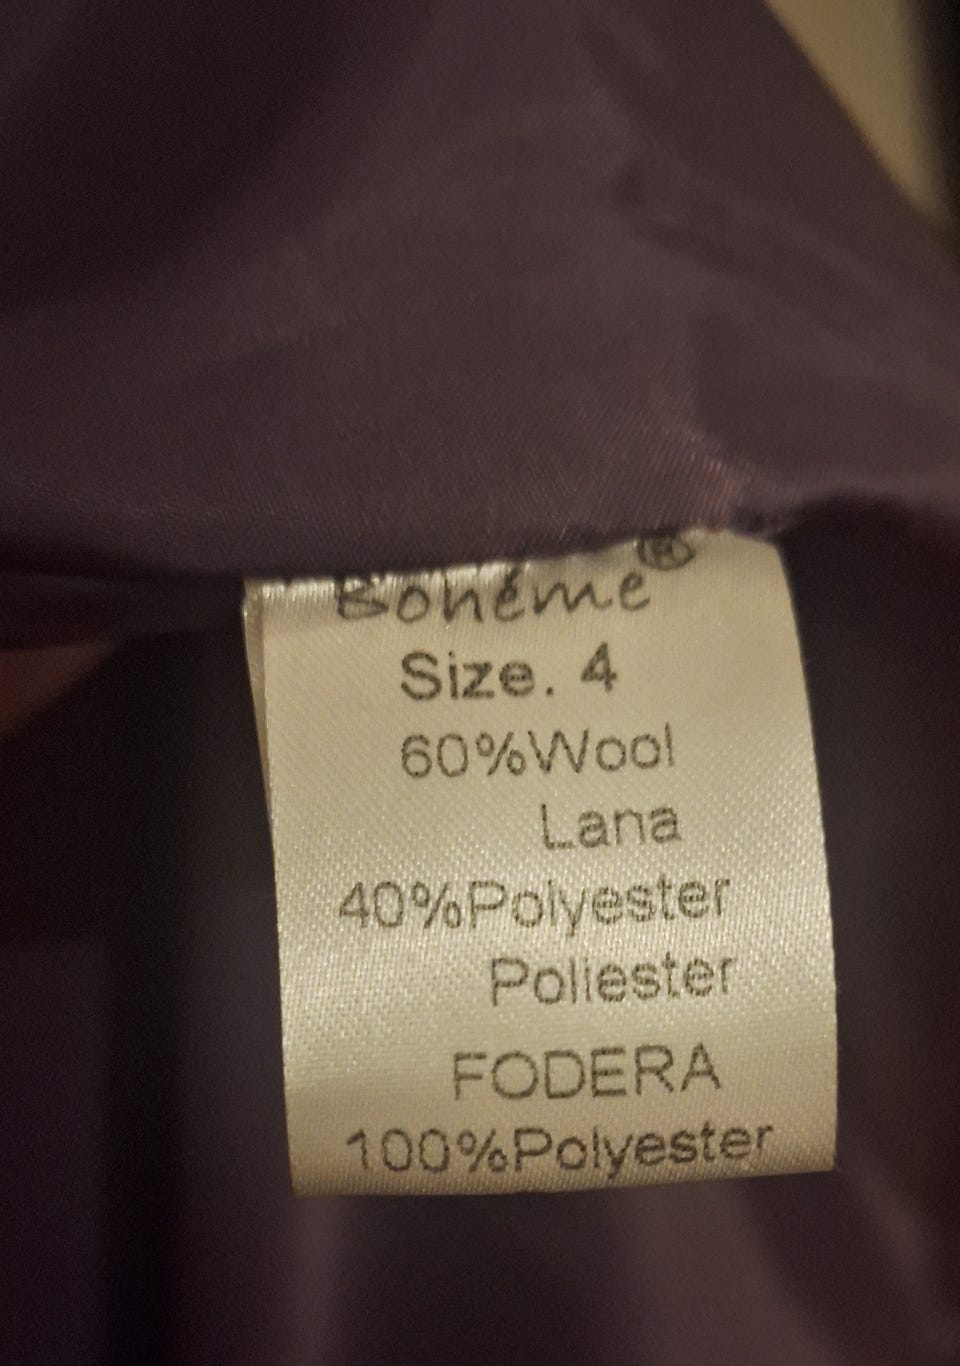 Bohéme®
Size. 4
60%Wool
Lana
40%Polyester
Poliester
FODERA
100%Polyester